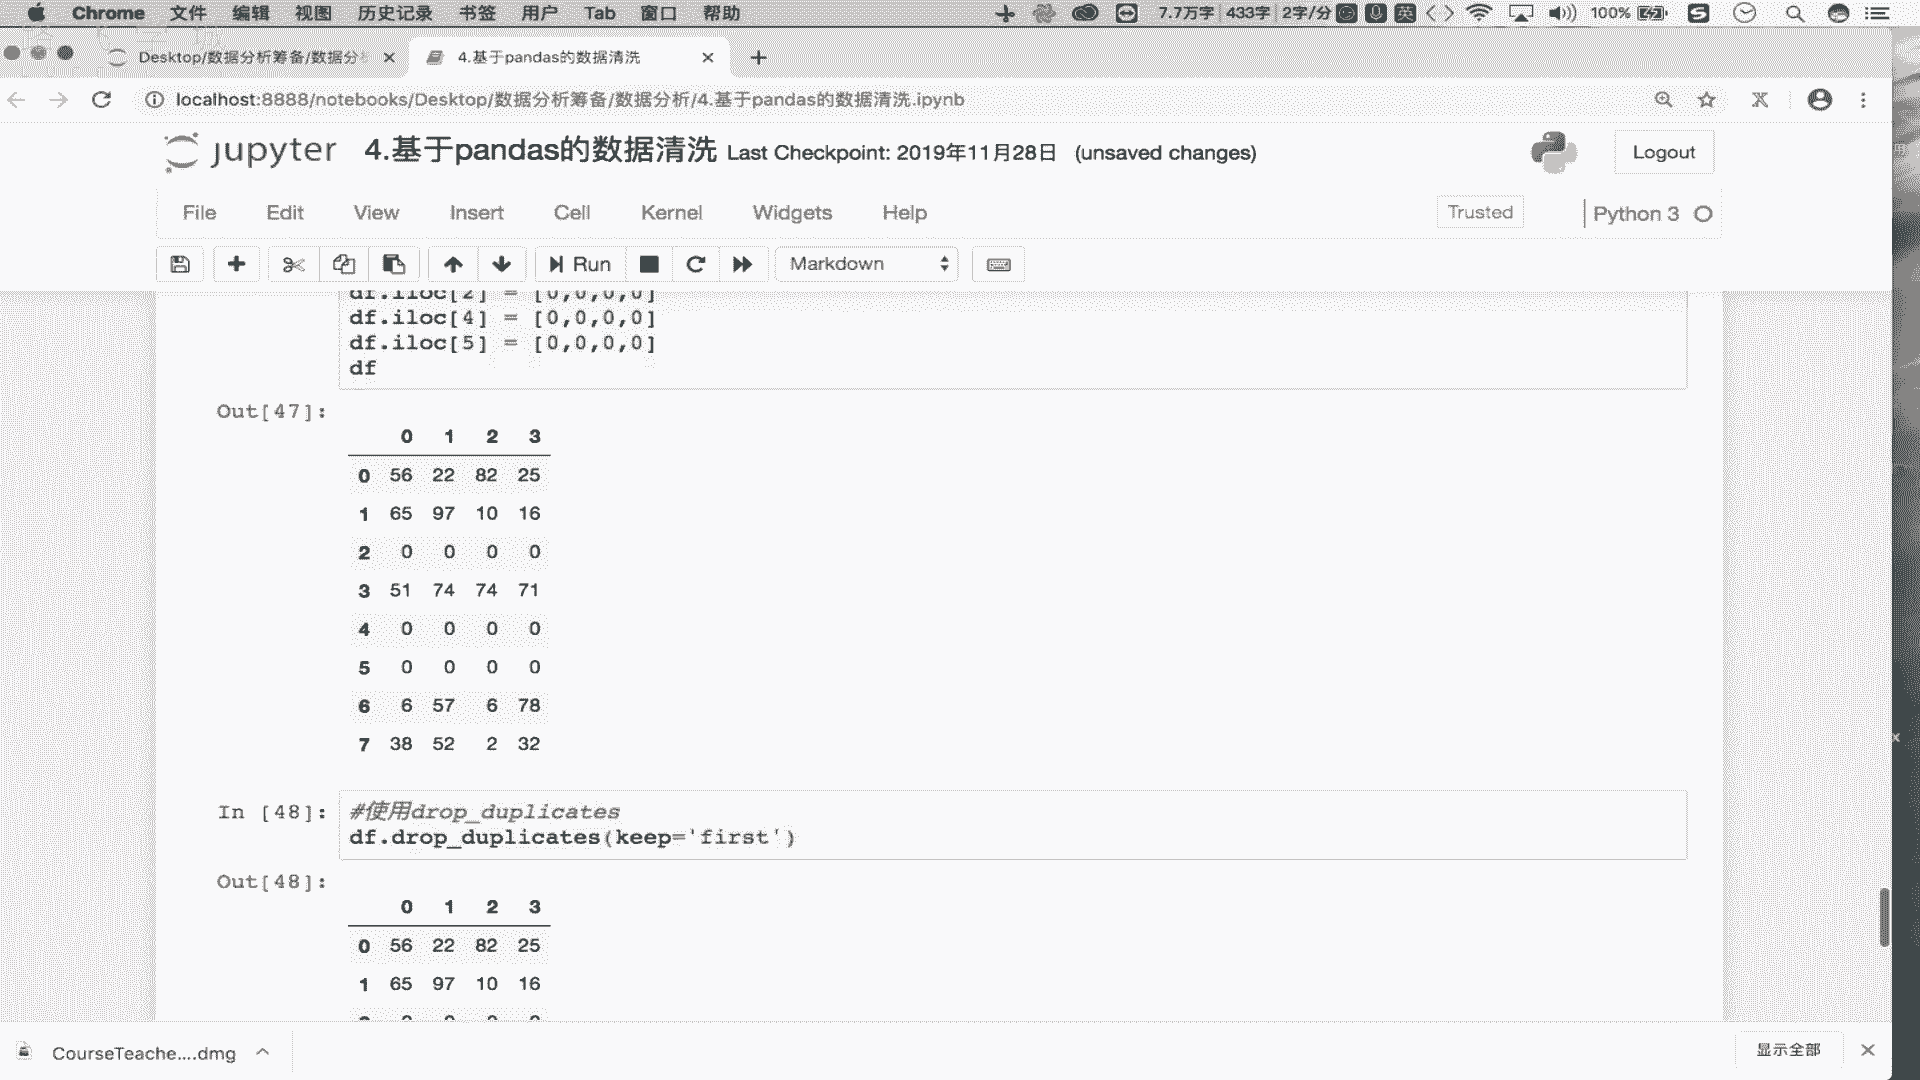 Chrome 文件 编辑 视图 历史记录 书签 用户 Tab 窗口 帮助 7.7万字 433字 2字/分 英 100%
Desktop/数据分析筹备/数据分 4.基于pandas的数据清洗
localhost:8888/notebooks/Desktop/数据分析筹备/数据分析/4.基于pandas的数据清洗.ipynb
jupyter 4.基于pandas的数据清洗 Last Checkpoint: 2019年11月28日 (unsaved changes) Logout
File Edit View Insert Cell Kernel Widgets Help Trusted Python 3
Run Markdown
df.iloc[2] = [0,0,0,0]
df.iloc[4] = [0,0,0,0]
df.iloc[5] = [0,0,0,0]
df
Out[47]:
0 1 2 3
0 56 22 82 25
1 65 97 10 16
2 0 0 0 0
3 51 74 74 71
4 0 0 0 0
5 0 0 0 0
6 6 57 6 78
7 38 52 2 32
In [48]: #使用drop_duplicates
df.drop_duplicates(keep='first')
Out[48]:
0 1 2 3
0 56 22 82 25
1 65 97 10 16
2 0 0 0 0
CourseTeache....dmg 显示全部